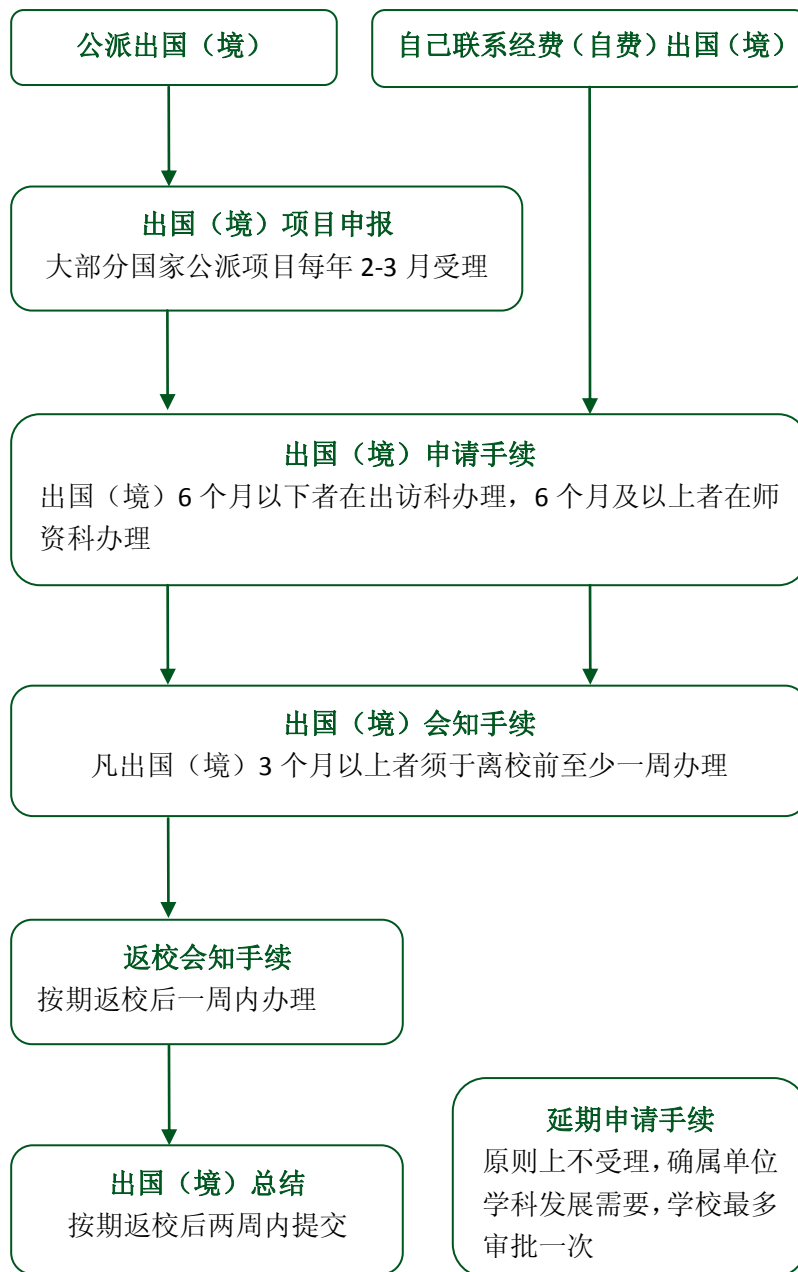 公派出国（境）
自己联系经费（自费）出国（境）
出国（境）项目申报
大部分国家公派项目每年 2-3 月受理
出国（境）申请手续
出国（境）6 个月以下者在出访科办理，6 个月及以上者在师
资科办理
出国（境）会知手续
凡出国（境）3 个月以上者须于离校前至少一周办理
返校会知手续
按期返校后一周内办理
出国（境）总结
按期返校后两周内提交
延期申请手续
原则上不受理，确属单位
学科发展需要，学校最多
审批一次